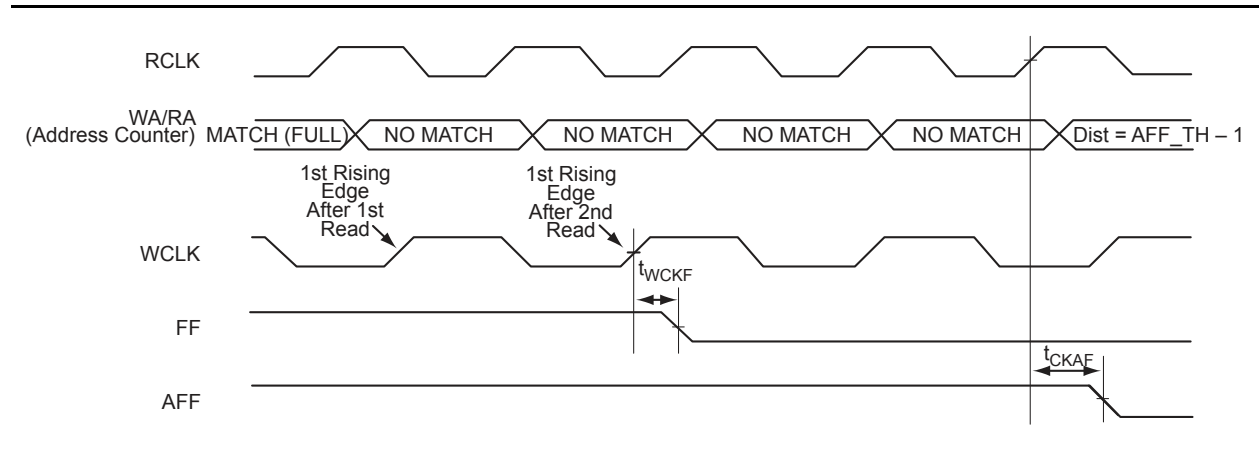 RCLK
WA/RA
(Address Counter)
MATCH (FULL)
NO MATCH
NO MATCH
NO MATCH
NO MATCH
Dist = AFF_TH – 1
1st Rising
Edge
After 1st
Read
1st Rising
Edge
After 2nd
Read
WCLK
tWCKF
FF
tCKAF
AFF